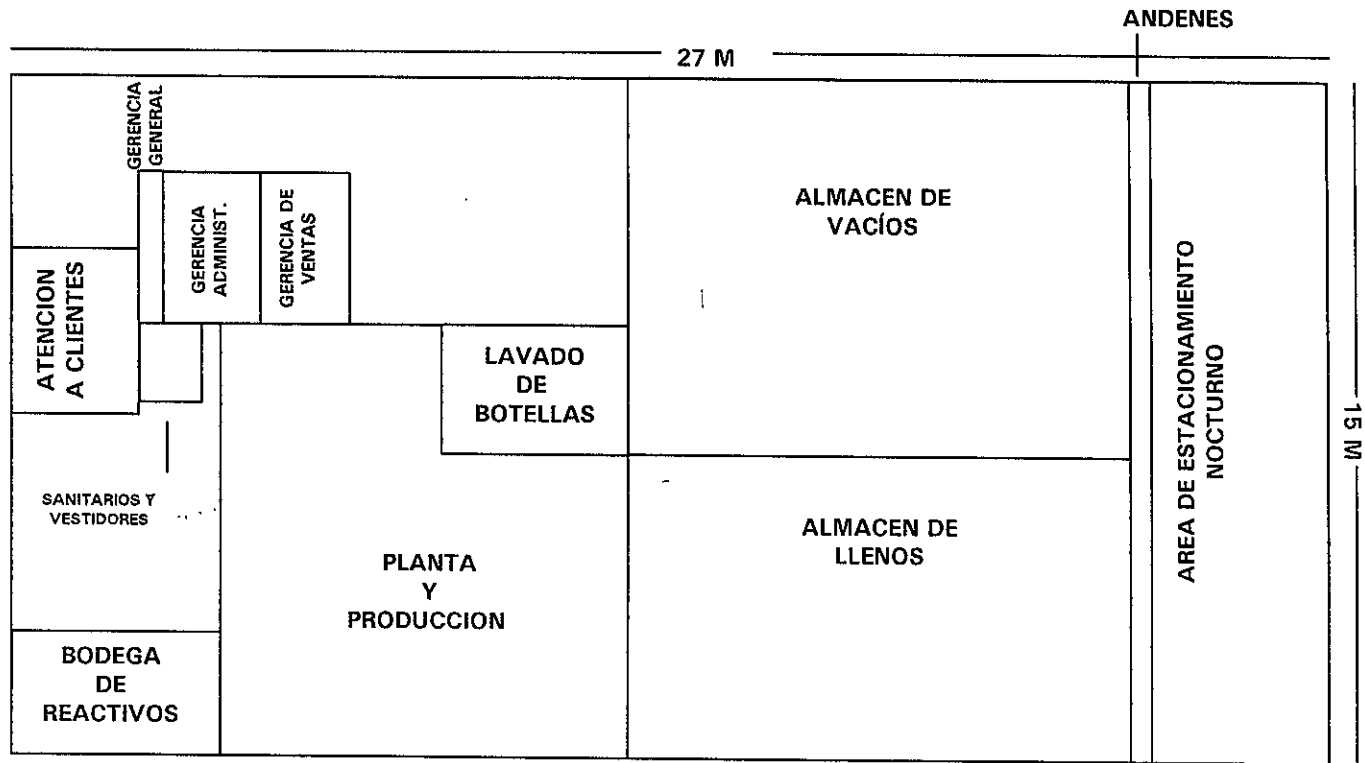 ANDENES
27 M
GERENCIA
GENERAL
GERENCIA
ADMINIST.
GERENCIA DE
VENTAS
ALMACEN DE
VACÍOS
ATENCION
A CLIENTES
LAVADO
DE
BOTELLAS
AREA DE ESTACIONAMIENTO
NOCTURNO
15 M
SANITARIOS Y
VESTIDORES
ALMACEN DE
LLENOS
PLANTA
Y
PRODUCCION
BODEGA
DE
REACTIVOS